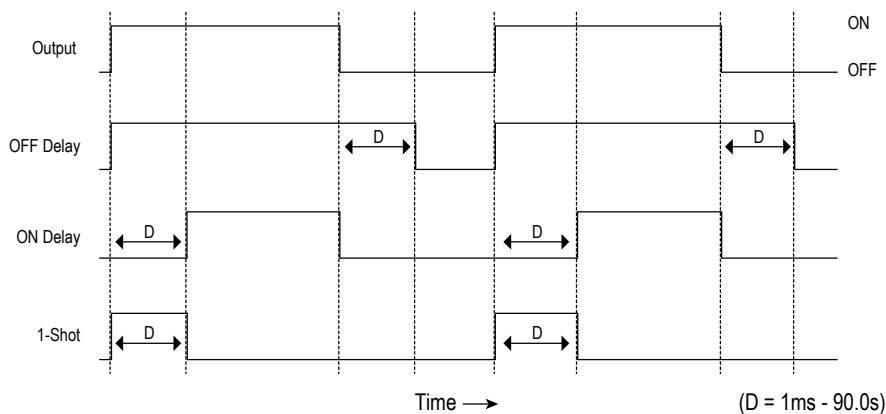 Output
ON
OFF
OFF Delay
D
D
ON Delay
D
D
1-Shot
D
D
Time
(D = 1ms - 90.0s)